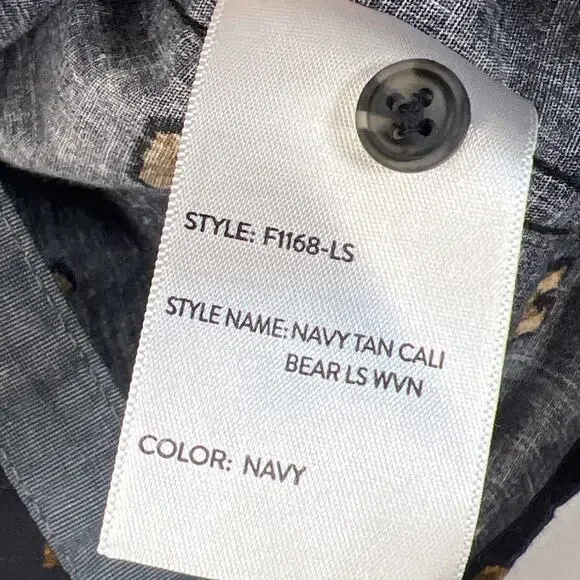 STYLE: F1168-LS
STYLE NAME: NAVY TAN CALI
BEAR LS WVN
COLOR: NAVY